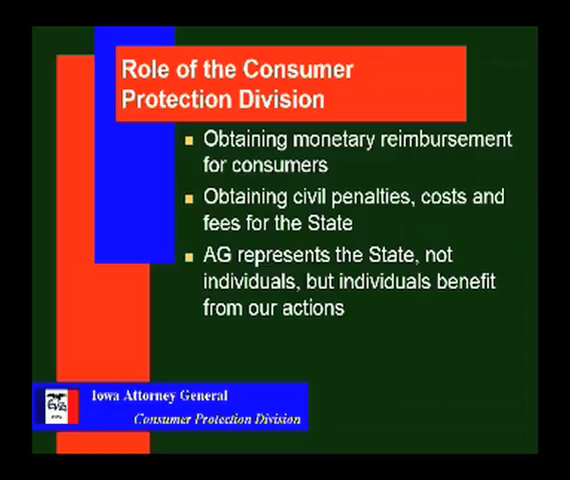 Role of the Consumer
Protection Division
Obtaining monetary reimbursement
for consumers
Obtaining civil penalties, costs and
fees for the State
AG represents the State, not
individuals, but individuals benefit
from our actions
Iowa Attorney General
Consumer Protection Division